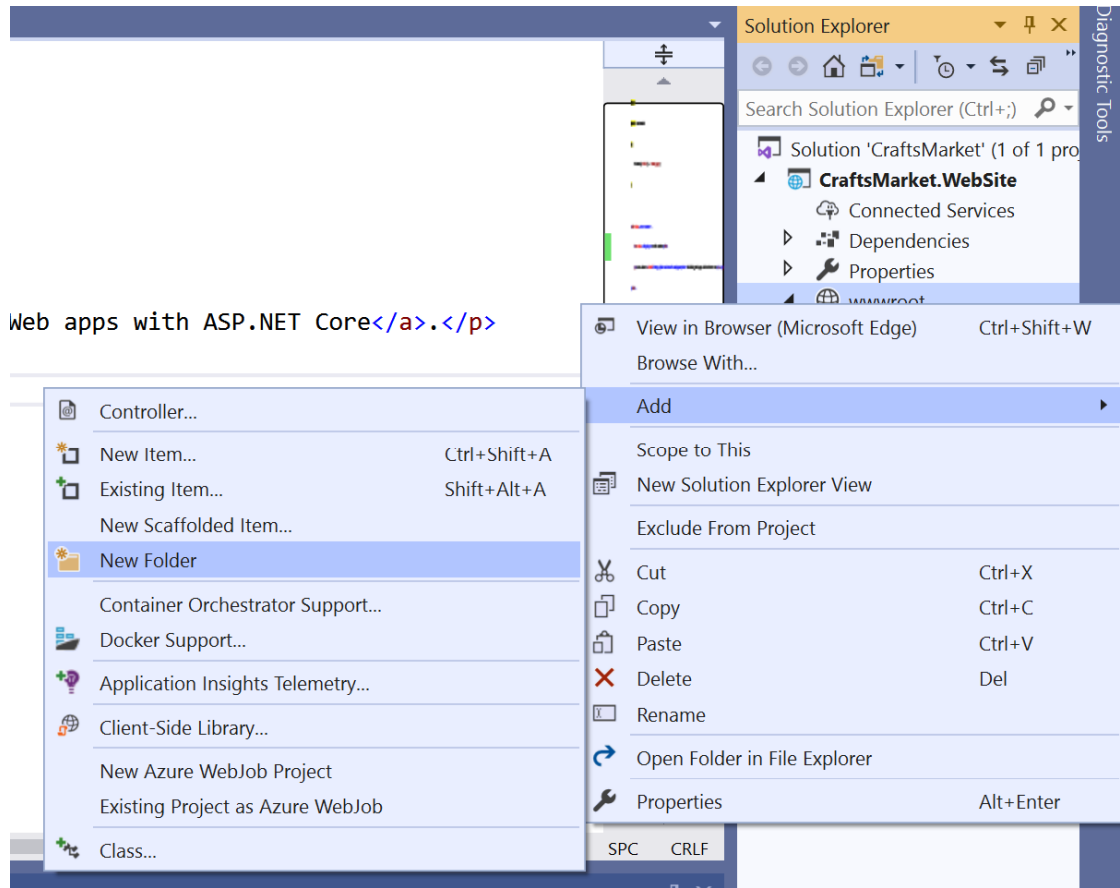 Solution Explorer
Diagnostic Tools
Search Solution Explorer (Ctrl+;)
Solution 'CraftsMarket' (1 of 1 pro
CraftsMarket.WebSite
Connected Services
Dependencies
Properties
wwwroot
Web apps with ASP.NET Core</a>.</p>
View in Browser (Microsoft Edge) Ctrl+Shift+W
Browse With...
Add
Scope to This
New Solution Explorer View
Exclude From Project
Cut Ctrl+X
Copy Ctrl+C
Paste Ctrl+V
Delete Del
Rename
Open Folder in File Explorer
Properties Alt+Enter
Controller...
New Item... Ctrl+Shift+A
Existing Item... Shift+Alt+A
New Scaffolded Item...
New Folder
Container Orchestrator Support...
Docker Support...
Application Insights Telemetry...
Client-Side Library...
New Azure WebJob Project
Existing Project as Azure WebJob
Class...
SPC CRLF